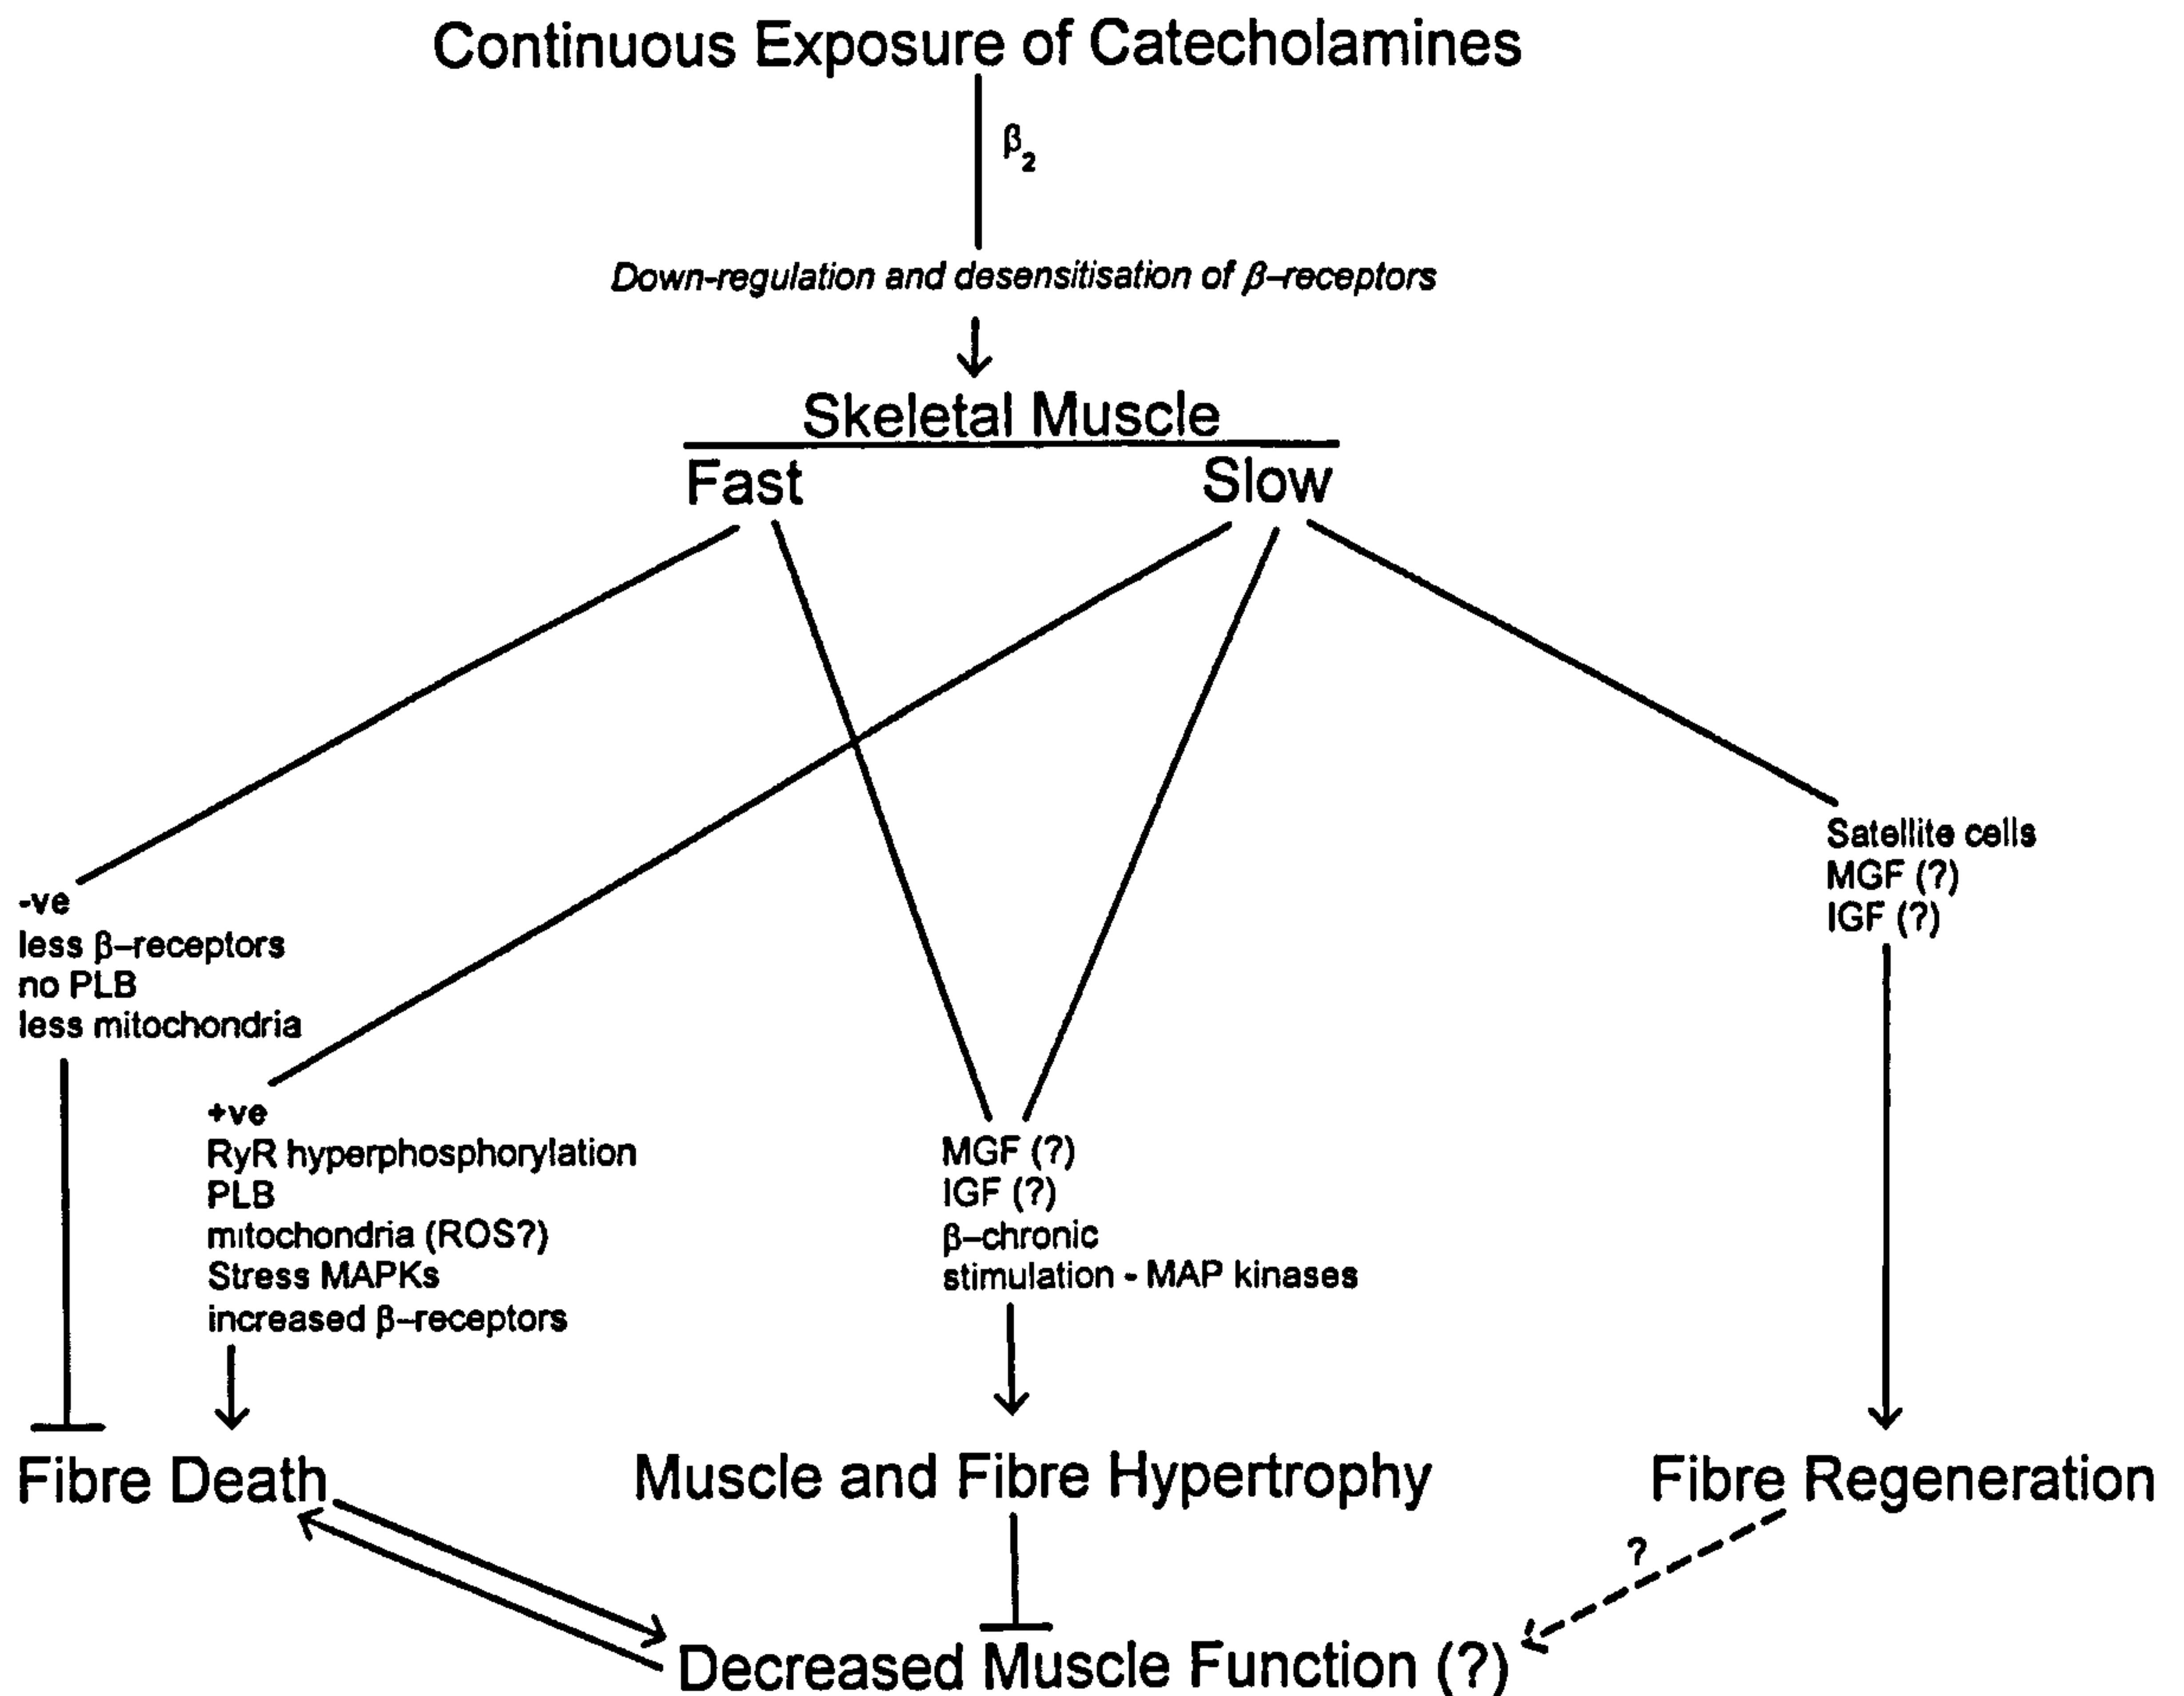 Continuous Exposure of Catecholamines
β2
Down-regulation and desensitisation of β–receptors
Skeletal Muscle
Fast
Slow
Satellite cells
MGF (?)
IGF (?)
-ve
less β–receptors
no PLB
less mitochondria
+ve
RyR hyperphosphorylation
PLB
mitochondria (ROS?)
Stress MAPKs
increased β–receptors
MGF (?)
IGF (?)
β–chronic
stimulation - MAP kinases
Fibre Death
Muscle and Fibre Hypertrophy
Fibre Regeneration
?
Decreased Muscle Function (?)